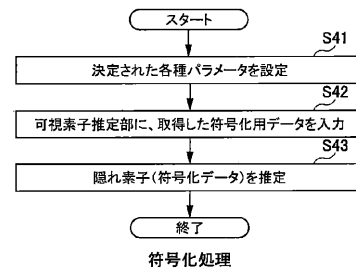 スタート
S41
決定された各種パラメータを設定
S42
可視素子推定部に、取得した符号化用データを入力
S43
隠れ素子(符号化データ)を推定
終了
符号化処理